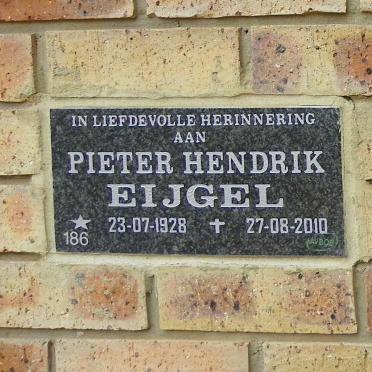 IN LIEFDEVOLLE HERINNERING
AAN
PIETER HENDRIK
EIJGEL
23-07-1928 ✝ 27-08-2010
186